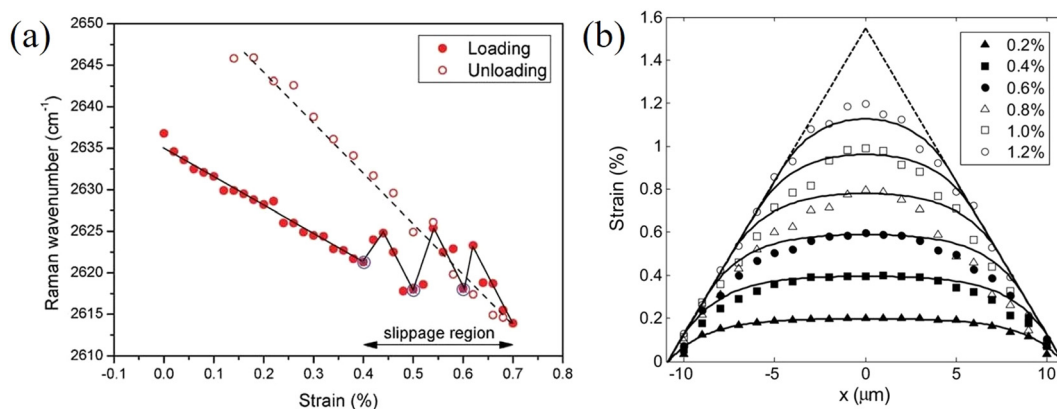 (a)
2650
2645
2640
2635
2630
2625
2620
2615
2610
Raman wavenumber (cm⁻¹)
Loading
Unloading
slippage region
-0.1 0.0 0.1 0.2 0.3 0.4 0.5 0.6 0.7 0.8
Strain (%)
(b)
1.6
1.4
1.2
1.0
0.8
0.6
0.4
0.2
0
Strain (%)
0.2%
0.4%
0.6%
0.8%
1.0%
1.2%
-10 -5 0 5 10
x (μm)